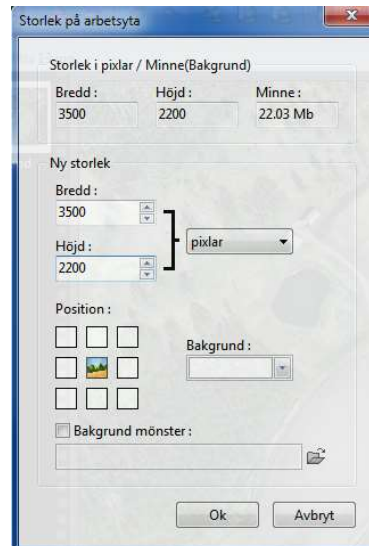 Storlek på arbetsyta
Storlek i pixlar / Minne(Bakgrund)
Bredd : Höjd : Minne :
3500 2200 22.03 Mb
Ny storlek
Bredd :
3500
pixlar
Höjd :
2200
Position :
Bakgrund :
Bakgrund mönster :
Ok Avbryt